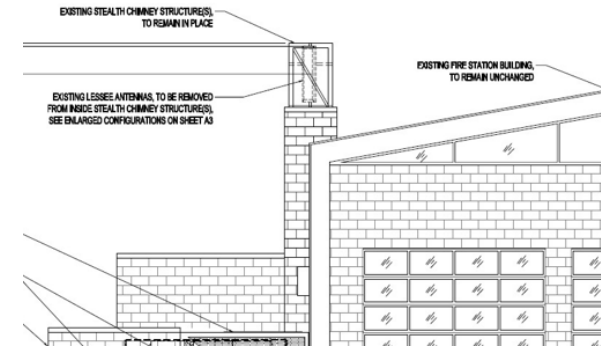 EXISTING STEALTH CHIMNEY STRUCTURE(S),
TO REMAIN IN PLACE
EXISTING FIRE STATION BUILDING,
TO REMAIN UNCHANGED
EXISTING LESSEE ANTENNAS, TO BE REMOVED
FROM INSIDE STEALTH CHIMNEY STRUCTURE(S),
SEE ENLARGED CONFIGURATIONS ON SHEET A3